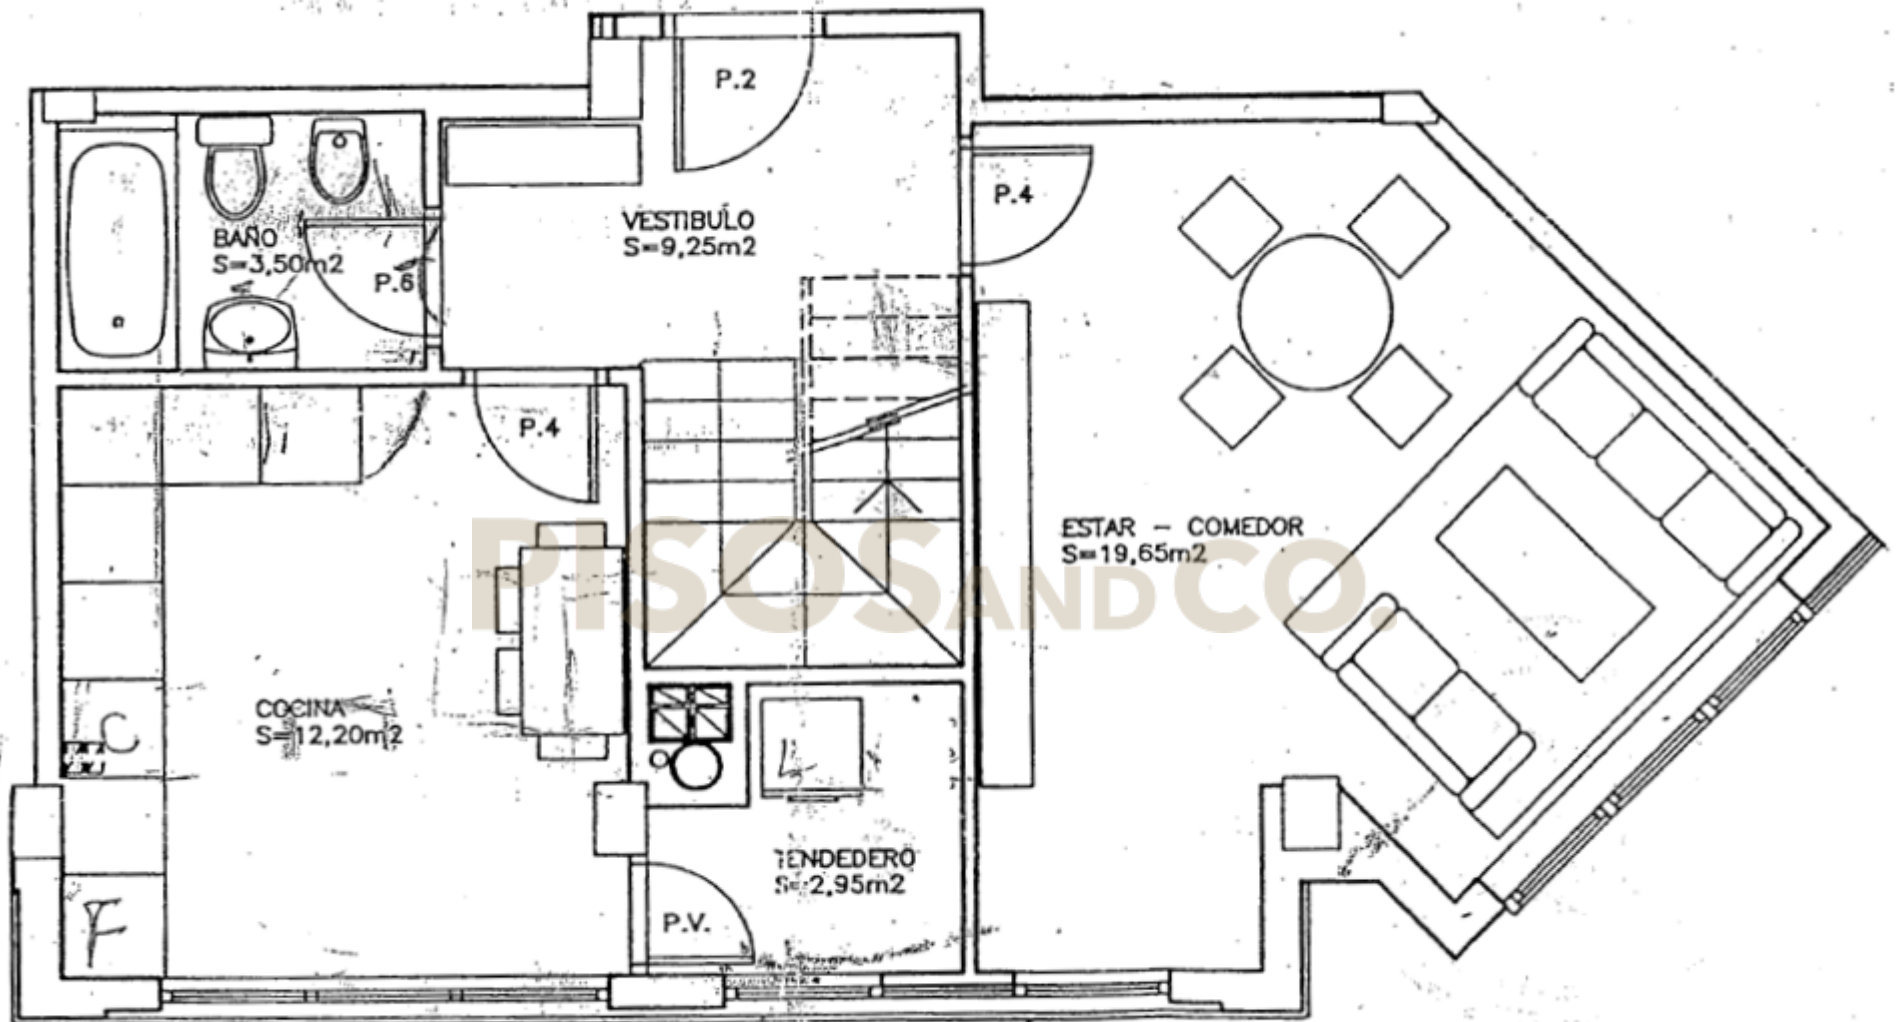 P.2
P.4
VESTIBULO
S=9,25m2
BAÑO
S=3,50m2
P.6
P.4
ESTAR - COMEDOR
S=19,65m2
PISOS AND CO.
COCINA
S=12,20m2
C
L
TENDEDERO
S=2,95m2
P.V.
F